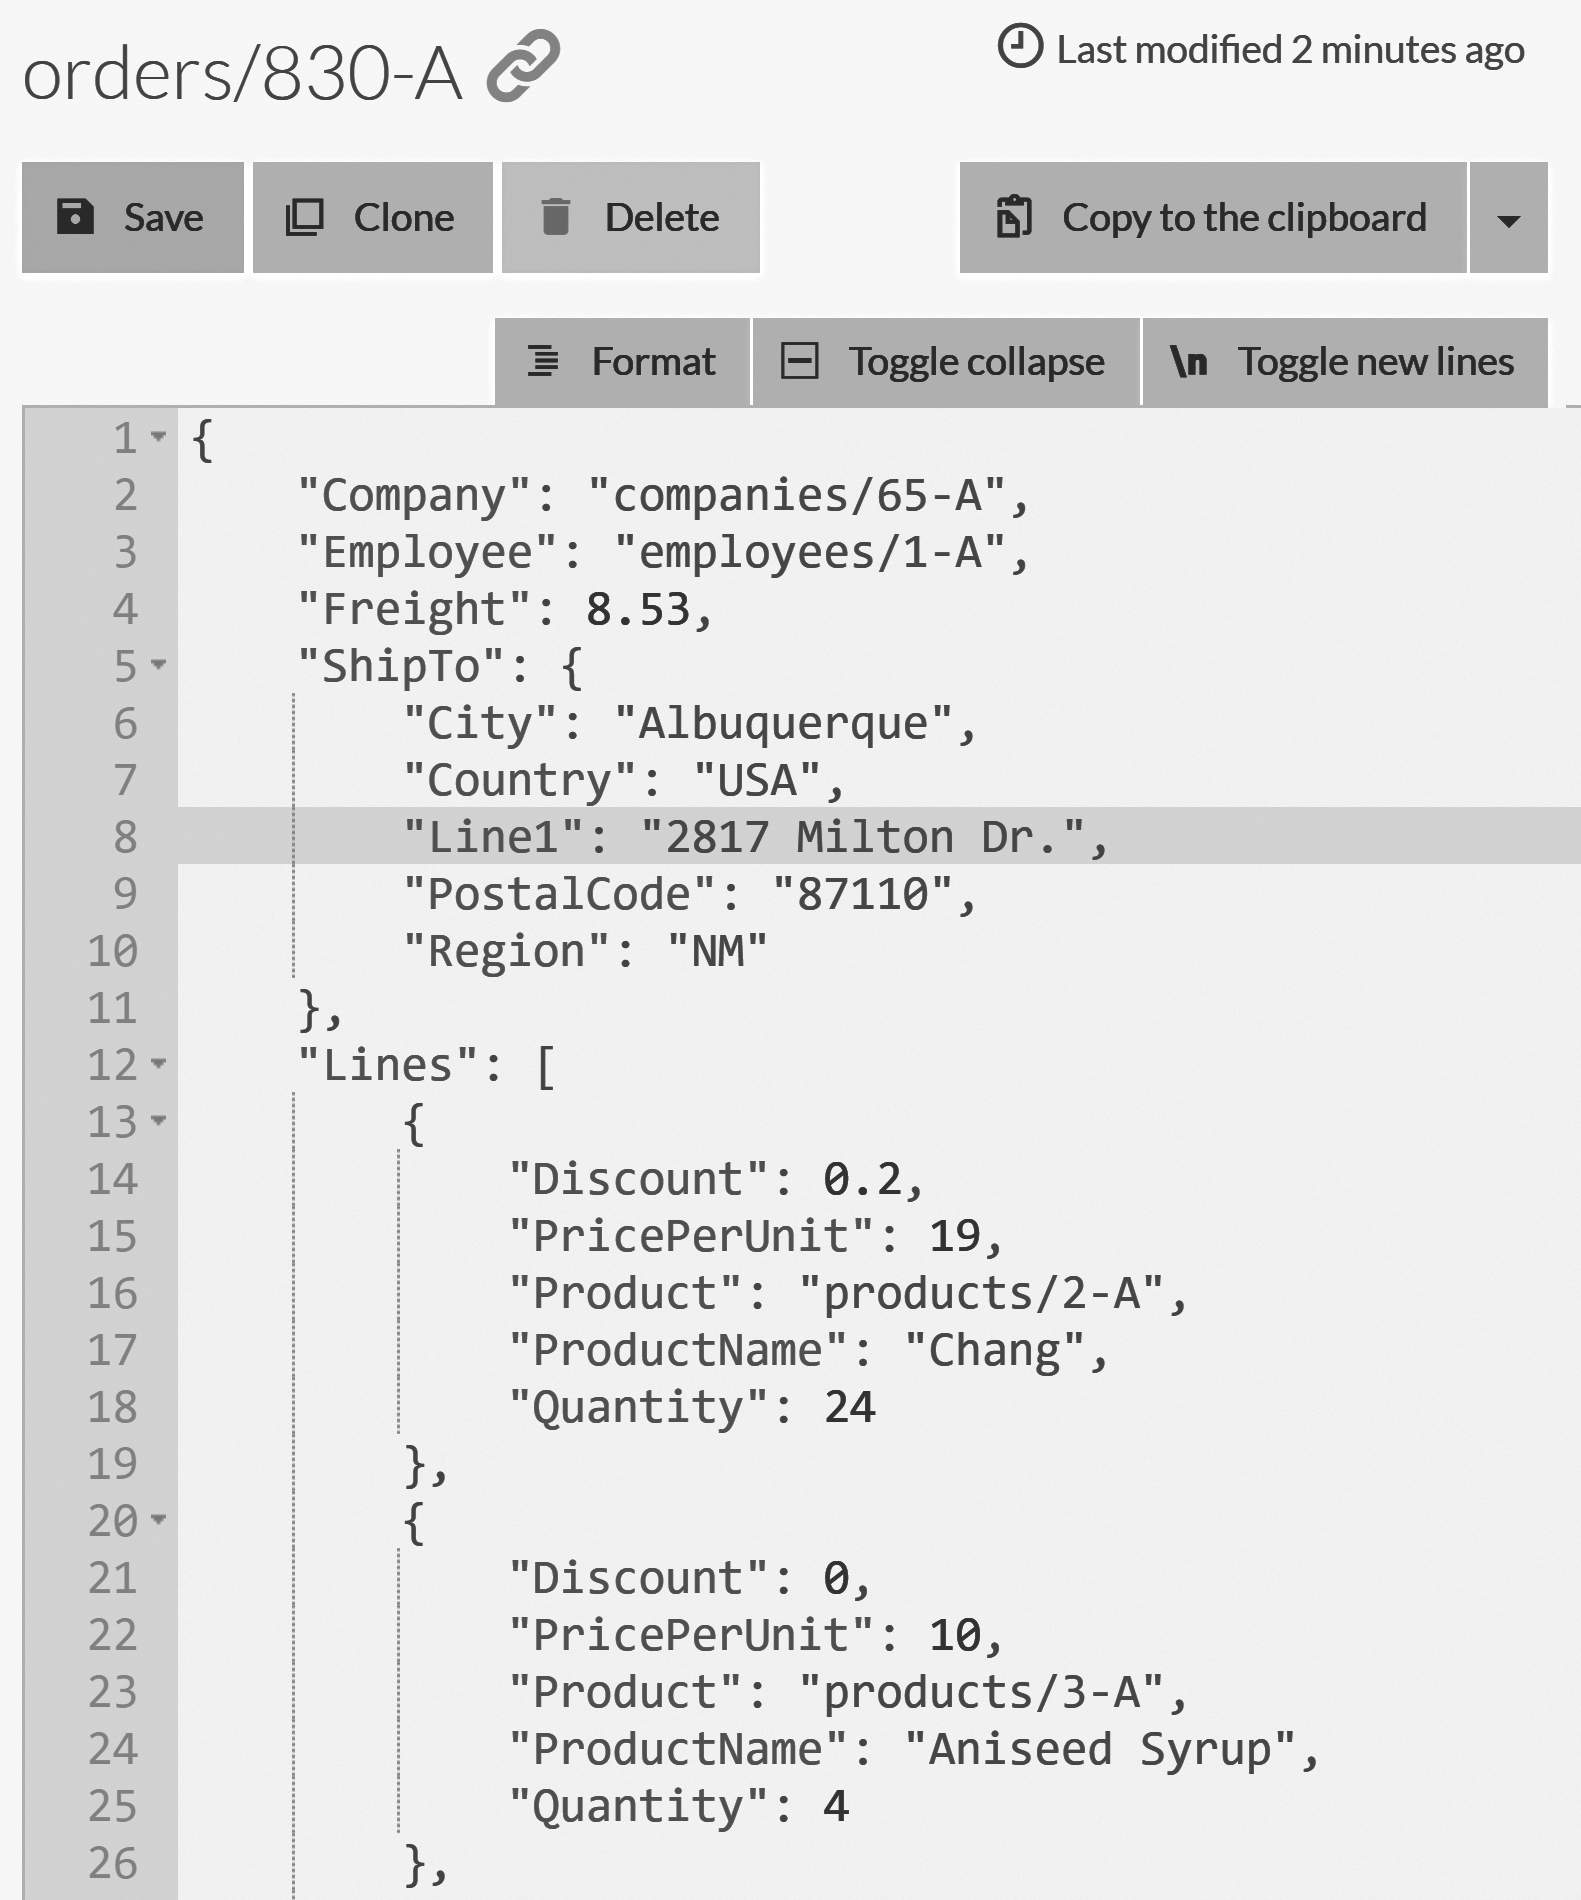 orders/830-A
Last modified 2 minutes ago
Save
Clone
Delete
Copy to the clipboard
Format
Toggle collapse
\n Toggle new lines
1 {
2 "Company": "companies/65-A",
3 "Employee": "employees/1-A",
4 "Freight": 8.53,
5 "ShipTo": {
6 "City": "Albuquerque",
7 "Country": "USA",
8 "Line1": "2817 Milton Dr.",
9 "PostalCode": "87110",
10 "Region": "NM"
11 },
12 "Lines": [
13 {
14 "Discount": 0.2,
15 "PricePerUnit": 19,
16 "Product": "products/2-A",
17 "ProductName": "Chang",
18 "Quantity": 24
19 },
20 {
21 "Discount": 0,
22 "PricePerUnit": 10,
23 "Product": "products/3-A",
24 "ProductName": "Aniseed Syrup",
25 "Quantity": 4
26 },